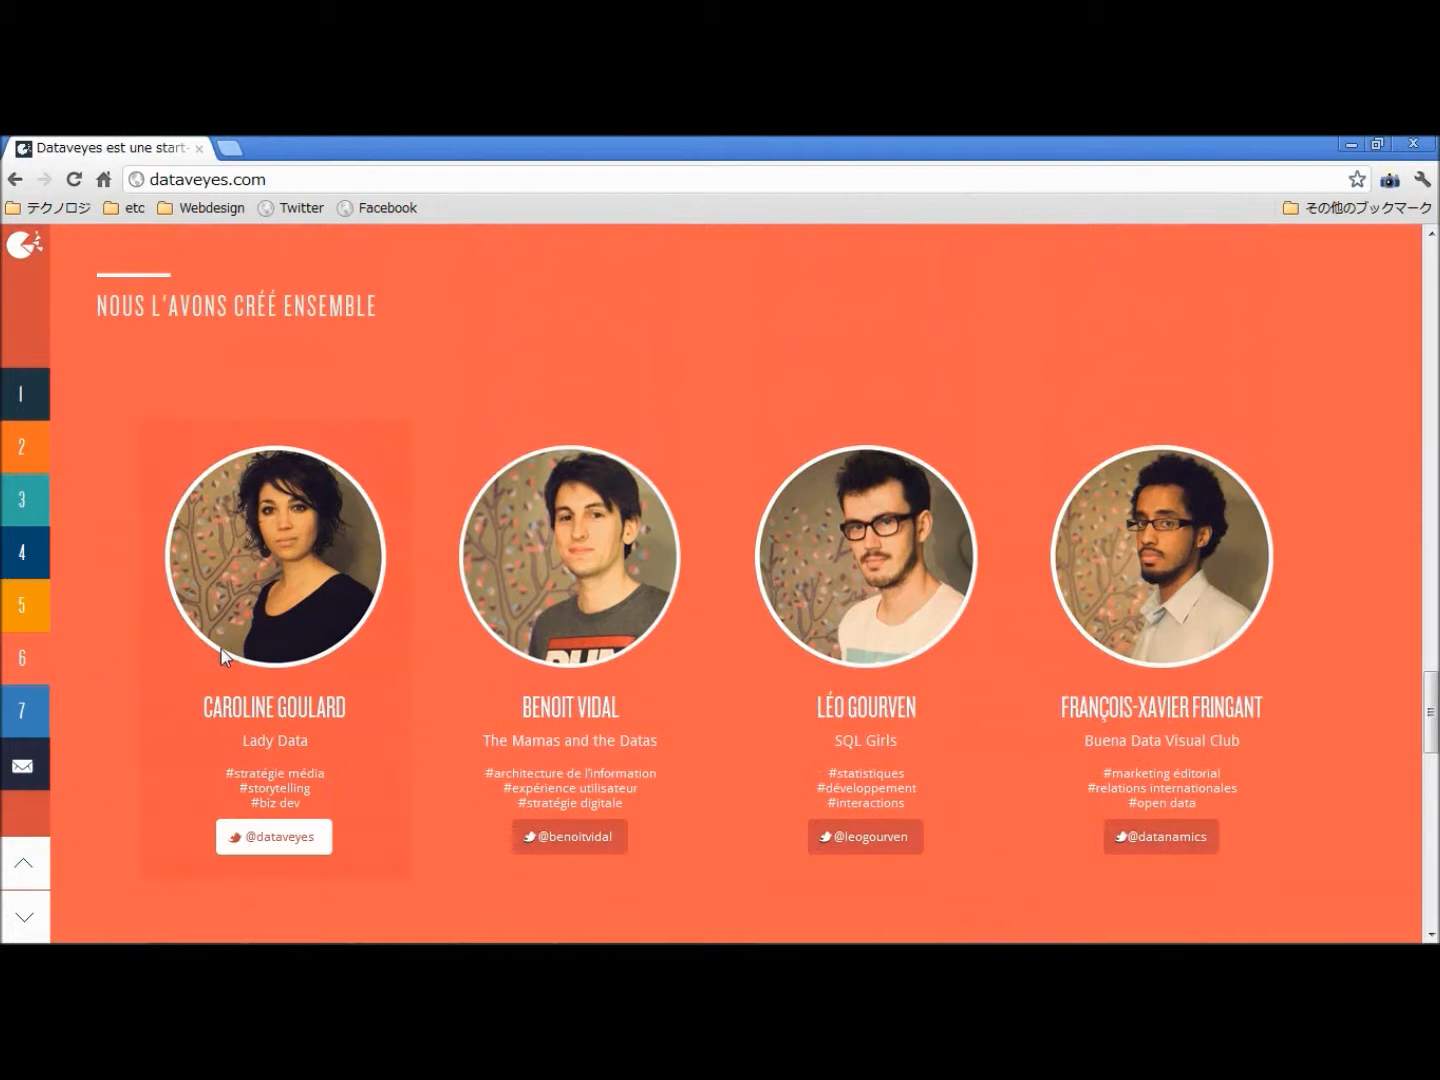 Dataveyes est une start-
dataveyes.com
テクノロジ etc Webdesign Twitter Facebook その他のブックマーク
NOUS L'AVONS CRÉÉ ENSEMBLE
1
2
3
4
5
6
7
CAROLINE GOULARD
Lady Data
#stratégie média
#storytelling
#biz dev
@dataveyes
BENOIT VIDAL
The Mamas and the Datas
#architecture de l'information
#expérience utilisateur
#stratégie digitale
@benoitvidal
LÉO GOURVEN
SQL Girls
#statistiques
#développement
#interactions
@leogourven
FRANÇOIS-XAVIER FRINGANT
Buena Data Visual Club
#marketing éditorial
#relations internationales
#open data
@datanamics